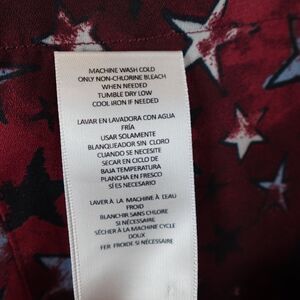 MACHINE WASH COLD
ONLY NON-CHLORINE BLEACH
WHEN NEEDED
TUMBLE DRY LOW
COOL IRON IF NEEDED
LAVAR EN LAVADORA CON AGUA
FRÍA
USAR SOLAMENTE
BLANQUEADOR SIN CLORO
CUANDO SE NECESITE
SECAR EN CICLO DE
BAJA TEMPERATURA
PLANCHA EN FRESCO
SÍ ES NECESARIO
LAVER À LA MACHINE À L'EAU
FROID
BLANCHIR SANS CHLORE
SI NÉCESSAIRE
SÉCHER À LA MACHINE CYCLE
DOUX
FER FROIDE SI NÉCESSAIRE